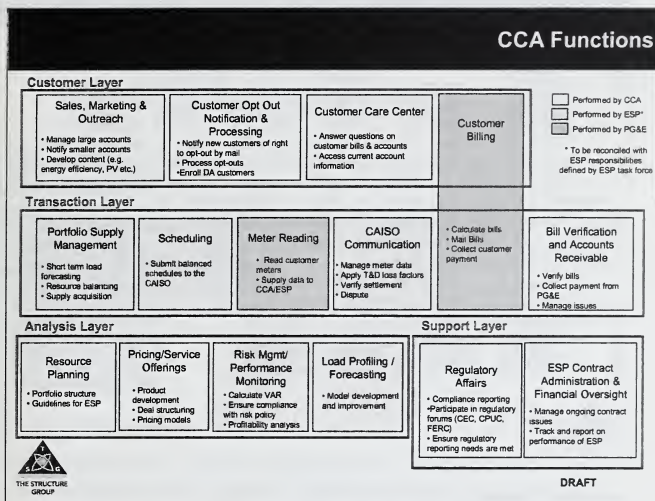 CCA Functions
Customer Layer
Sales, Marketing &
Outreach
• Manage large accounts
• Notify smaller accounts
• Develop content (e.g.
energy efficiency, PV etc.)
Customer Opt Out
Notification &
Processing
• Notify new customers of right
to opt-out by mail
• Process opt-outs
•Enroll DA customers
Customer Care Center
• Answer questions on
customer bills & accounts
• Access current account
information
Customer
Billing
Performed by CCA
Performed by ESP*
Performed by PG&E
* To be reconciled with
ESP responsibilities
defined by ESP task force
Transaction Layer
Portfolio Supply
Management
• Short term load
forecasting
• Resource balancing
• Supply acquisition
Scheduling
• Submit balanced
schedules to the
CAISO
Meter Reading
• Read customer
meters
• Supply data to
CCA/ESP
CAISO
Communication
• Manage meter data
• Apply T&D loss factors
• Verify settlement
• Dispute
• Calculate bills
• Mail Bills
• Collect customer
payment
Bill Verification
and Accounts
Receivable
• Verify bills
• Collect payment from
PG&E
• Manage issues
Analysis Layer
Resource
Planning
• Portfolio structure
• Guidelines for ESP
Pricing/Service
Offerings
• Product
development
• Deal structuring
• Pricing models
Risk Mgmt/
Performance
Monitoring
• Calculate VAR
• Ensure compliance
with risk policy
• Profitability analysis
Load Profiling /
Forecasting
• Model development
and improvement
Support Layer
Regulatory
Affairs
• Compliance reporting
•Participate in regulatory
forums (CEC, CPUC,
FERC)
• Ensure regulatory
reporting needs are met
ESP Contract
Administration &
Financial Oversight
• Manage ongoing contract
issues
• Track and report on
performance of ESP
T
S G
THE STRUCTURE
GROUP
DRAFT